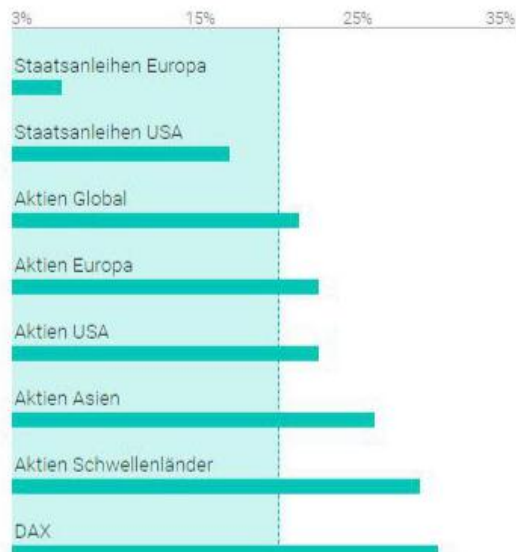 3% 15% 25% 35%
Staatsanleihen Europa
Staatsanleihen USA
Aktien Global
Aktien Europa
Aktien USA
Aktien Asien
Aktien Schwellenländer
DAX